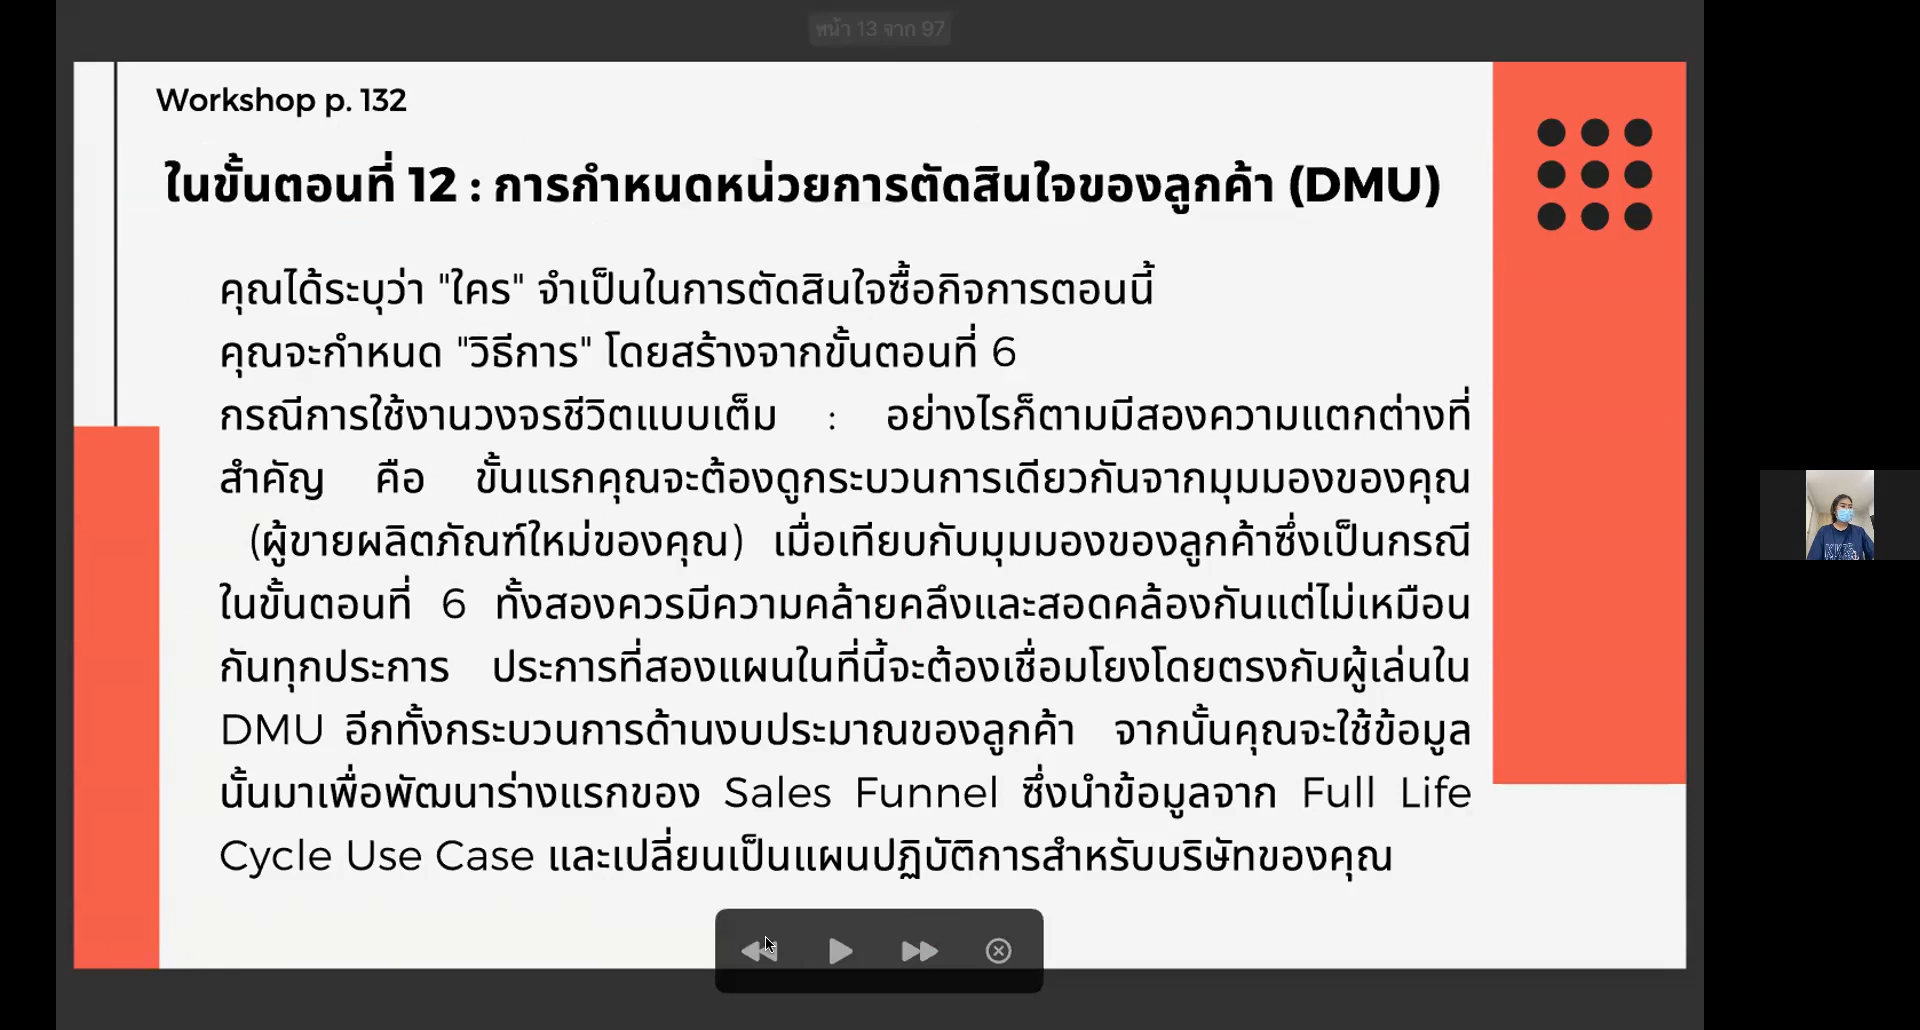 หน้า 13 จาก 97
Workshop p. 132
ในขั้นตอนที่ 12 : การกำหนดหน่วยการตัดสินใจของลูกค้า (DMU)
คุณได้ระบุว่า "ใคร" จำเป็นในการตัดสินใจซื้อกิจการตอนนี้
คุณจะกำหนด "วิธีการ" โดยสร้างจากขั้นตอนที่ 6
กรณีการใช้งานวงจรชีวิตแบบเต็ม : อย่างไรก็ตามมีสองความแตกต่างที่
สำคัญ คือ ขั้นแรกคุณจะต้องดูกระบวนการเดียวกันจากมุมมองของคุณ
(ผู้ขายผลิตภัณฑ์ใหม่ของคุณ) เมื่อเทียบกับมุมมองของลูกค้าซึ่งเป็นกรณี
ในขั้นตอนที่ 6 ทั้งสองควรมีความคล้ายคลึงและสอดคล้องกันแต่ไม่เหมือน
กันทุกประการ ประการที่สองแผนในที่นี้จะต้องเชื่อมโยงโดยตรงกับผู้เล่นใน
DMU อีกทั้งกระบวนการด้านงบประมาณของลูกค้า จากนั้นคุณจะใช้ข้อมูล
นั้นมาเพื่อพัฒนาร่างแรกของ Sales Funnel ซึ่งนำข้อมูลจาก Full Life
Cycle Use Case และเปลี่ยนเป็นแผนปฏิบัติการสำหรับบริษัทของคุณ